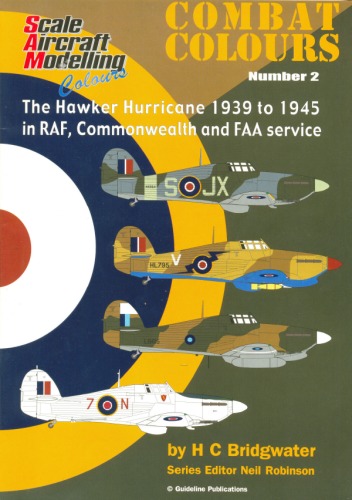 Scale
Aircraft
Modelling
Colours
COMBAT
COLOURS
Number 2
The Hawker Hurricane 1939 to 1945
in RAF, Commonwealth and FAA service
S JX
HL795 V
7 N
by H C Bridgwater
Series Editor Neil Robinson
© Guideline Publications